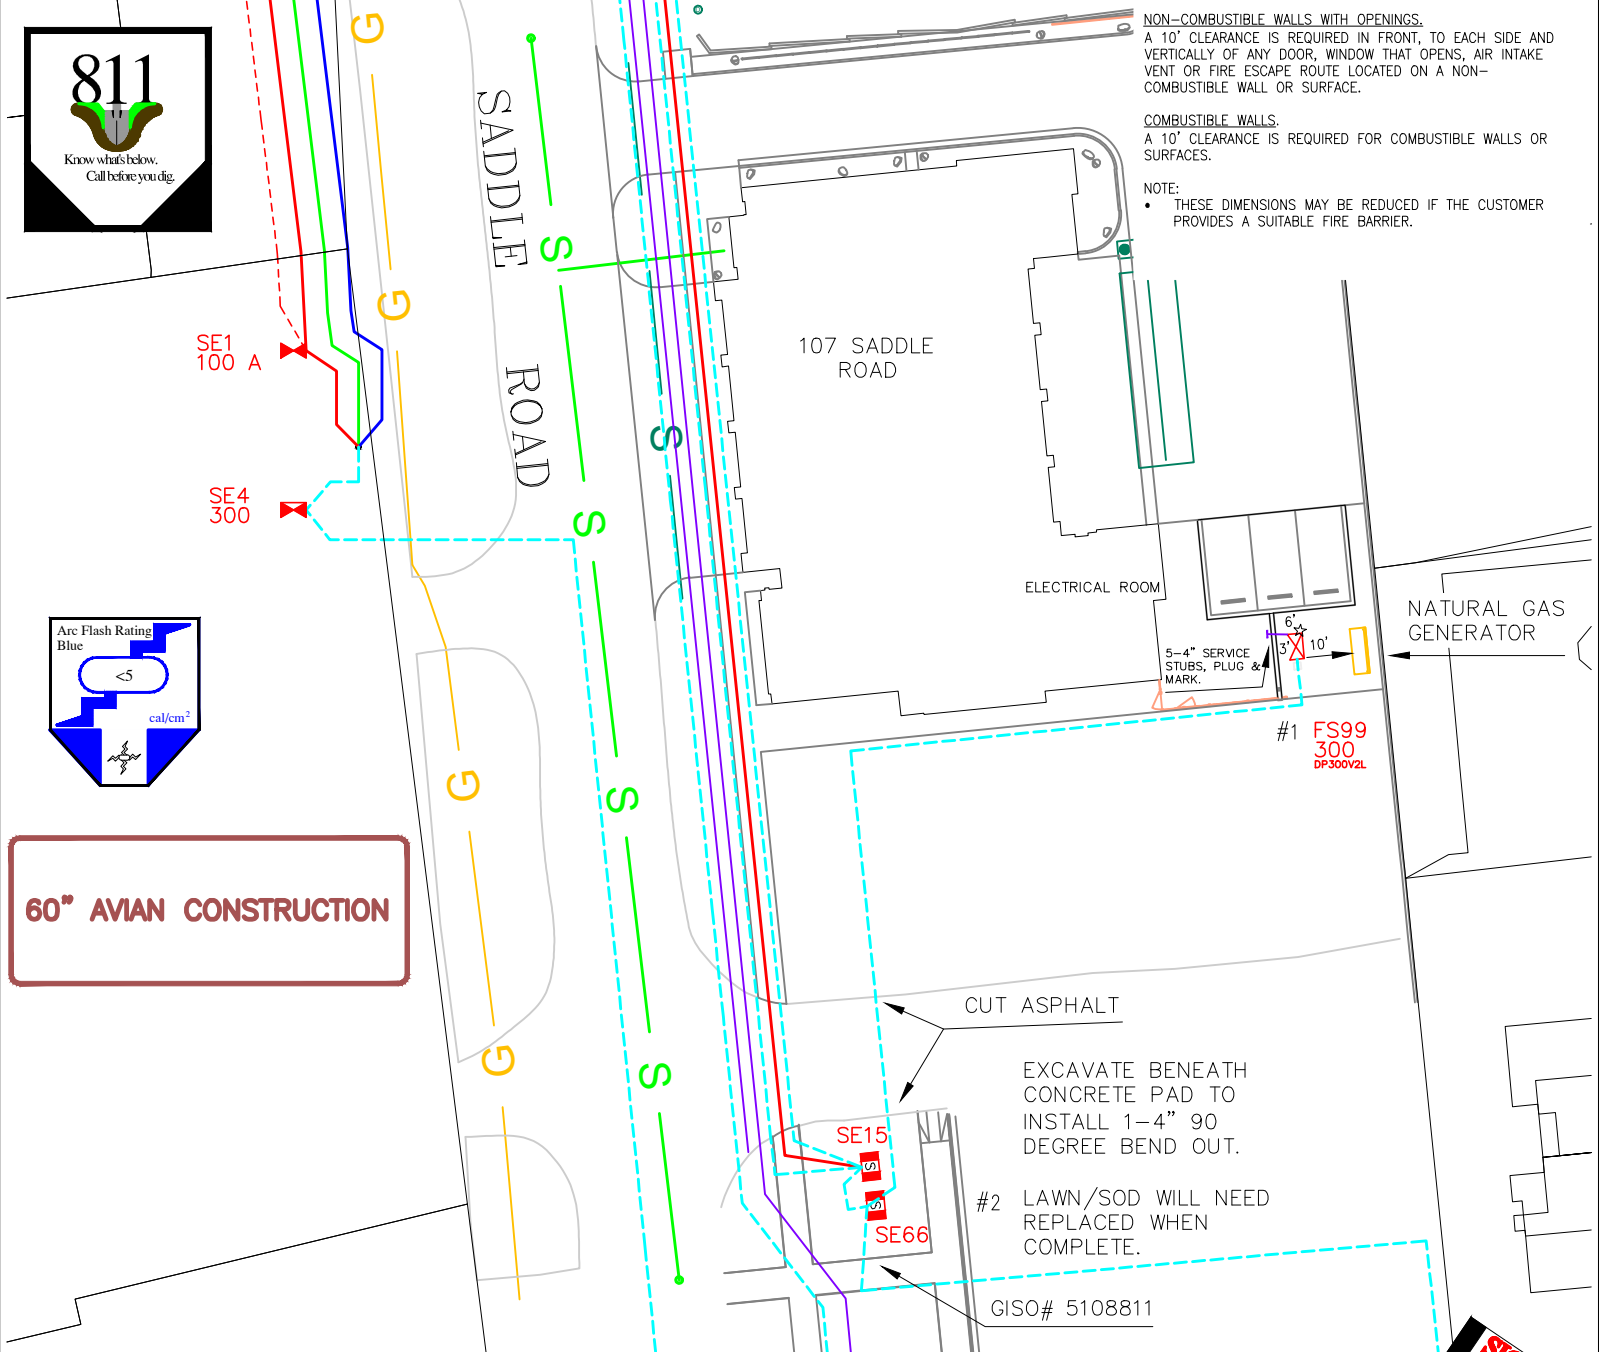 NON-COMBUSTIBLE WALLS WITH OPENINGS.
A 10' CLEARANCE IS REQUIRED IN FRONT, TO EACH SIDE AND
VERTICALLY OF ANY DOOR, WINDOW THAT OPENS, AIR INTAKE
VENT OR FIRE ESCAPE ROUTE LOCATED ON A NON-
COMBUSTIBLE WALL OR SURFACE.
COMBUSTIBLE WALLS.
A 10' CLEARANCE IS REQUIRED FOR COMBUSTIBLE WALLS OR
SURFACES.
NOTE:
• THESE DIMENSIONS MAY BE REDUCED IF THE CUSTOMER
PROVIDES A SUITABLE FIRE BARRIER.
811
Know what's below.
Call before you dig.
G
SADDLE
ROAD
S
G
SE1
100 A
107 SADDLE
ROAD
S
SE4
300
S
ELECTRICAL ROOM
NATURAL GAS
GENERATOR
6'
3'
10'
5-4" SERVICE
STUBS, PLUG &
MARK.
Arc Flash Rating
Blue
<5
cal/cm²
#1 FS99
300
DP300V2L
G
S
60" AVIAN CONSTRUCTION
CUT ASPHALT
G
S
EXCAVATE BENEATH
CONCRETE PAD TO
INSTALL 1-4" 90
DEGREE BEND OUT.
SE15
S
S
SE66
#2 LAWN/SOD WILL NEED
REPLACED WHEN
COMPLETE.
GISO# 5108811